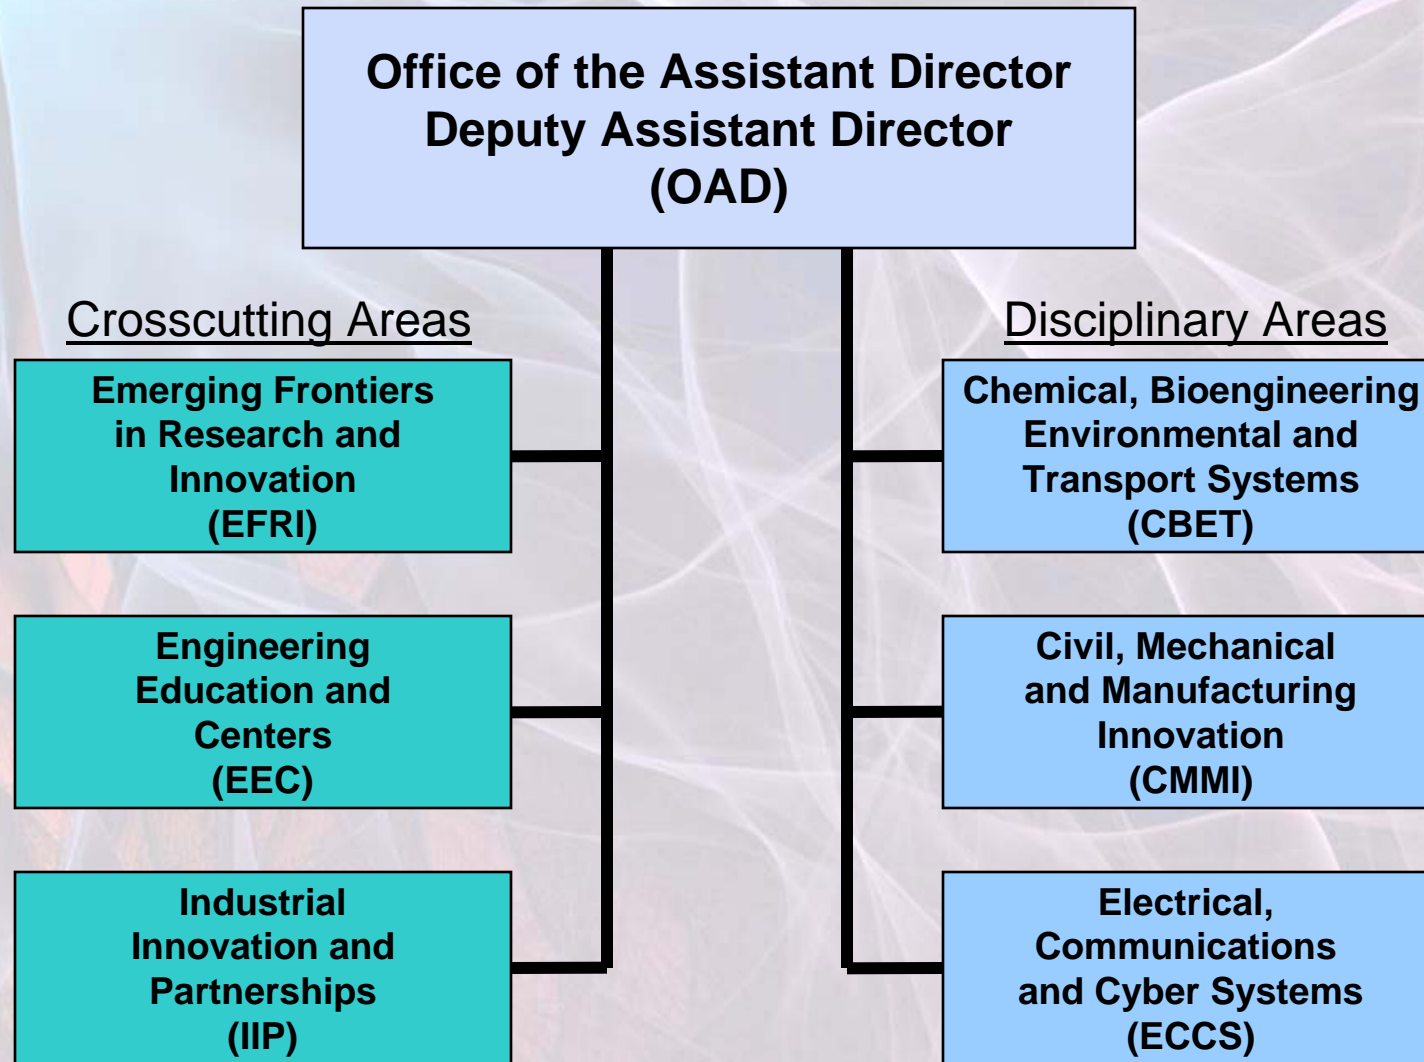 Office of the Assistant Director
Deputy Assistant Director
(OAD)
Crosscutting Areas
Emerging Frontiers
in Research and
Innovation
(EFRI)
Engineering
Education and
Centers
(EEC)
Industrial
Innovation and
Partnerships
(IIP)
Disciplinary Areas
Chemical, Bioengineering
Environmental and
Transport Systems
(CBET)
Civil, Mechanical
and Manufacturing
Innovation
(CMMI)
Electrical,
Communications
and Cyber Systems
(ECCS)